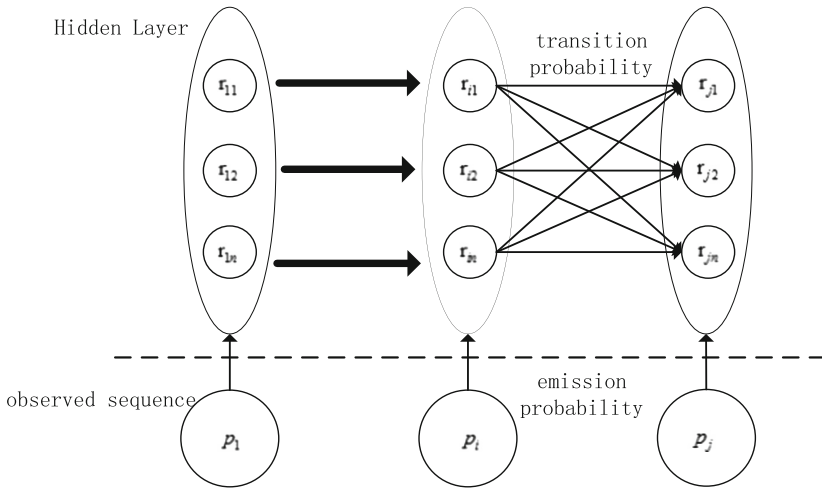 Hidden Layer
transition
probability
r11 ri1 rj1
r12 ri2 rj2
r1n rin rjn
emission
probability
observed sequence
p1 pi pj